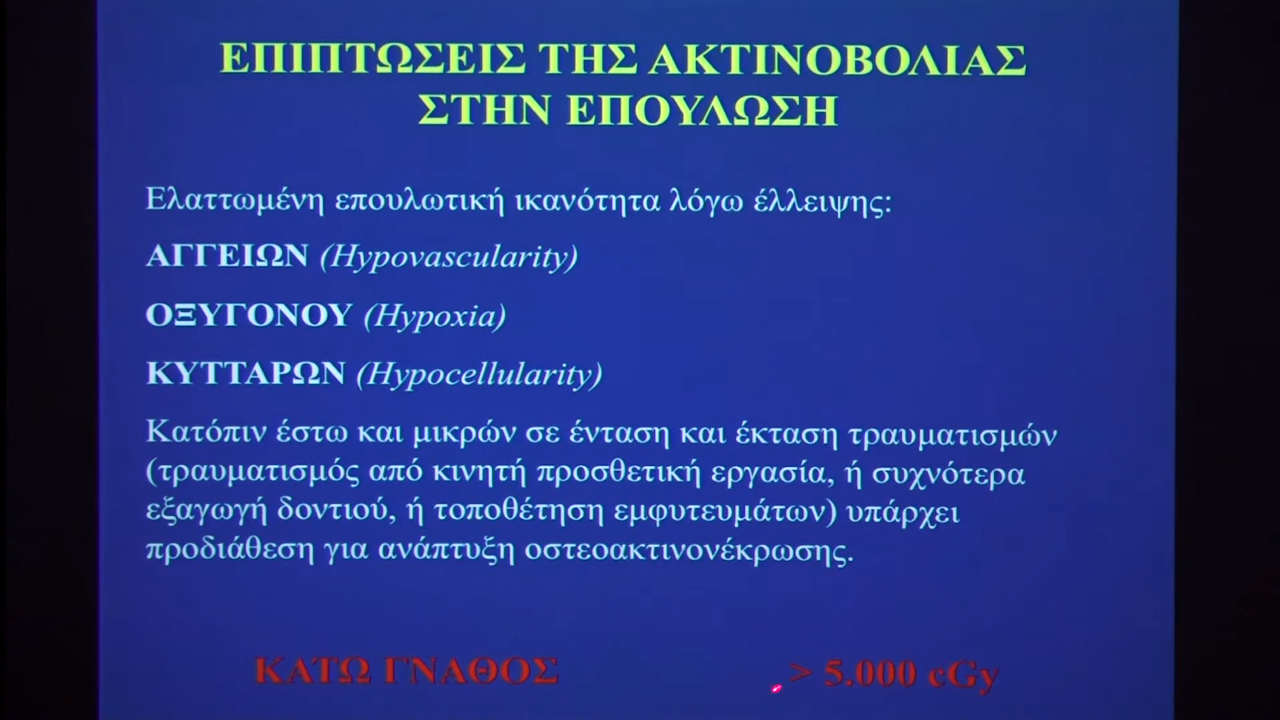 ΕΠΙΠΤΩΣΕΙΣ ΤΗΣ ΑΚΤΙΝΟΒΟΛΙΑΣ
ΣΤΗΝ ΕΠΟΥΛΩΣΗ
Ελαττωμένη επουλωτική ικανότητα λόγω έλλειψης:
ΑΓΓΕΙΩΝ (Hypovascularity)
ΟΞΥΓΟΝΟΥ (Hypoxia)
ΚΥΤΤΑΡΩΝ (Hypocellularity)
Κατόπιν έστω και μικρών σε ένταση και έκταση τραυματισμών
(τραυματισμός από κινητή προσθετική εργασία, ή συχνότερα
εξαγωγή δοντιού, ή τοποθέτηση εμφυτευμάτων) υπάρχει
προδιάθεση για ανάπτυξη οστεοακτινονέκρωσης.
ΚΑΤΩ ΓΝΑΘΟΣ > 5.000 cGy